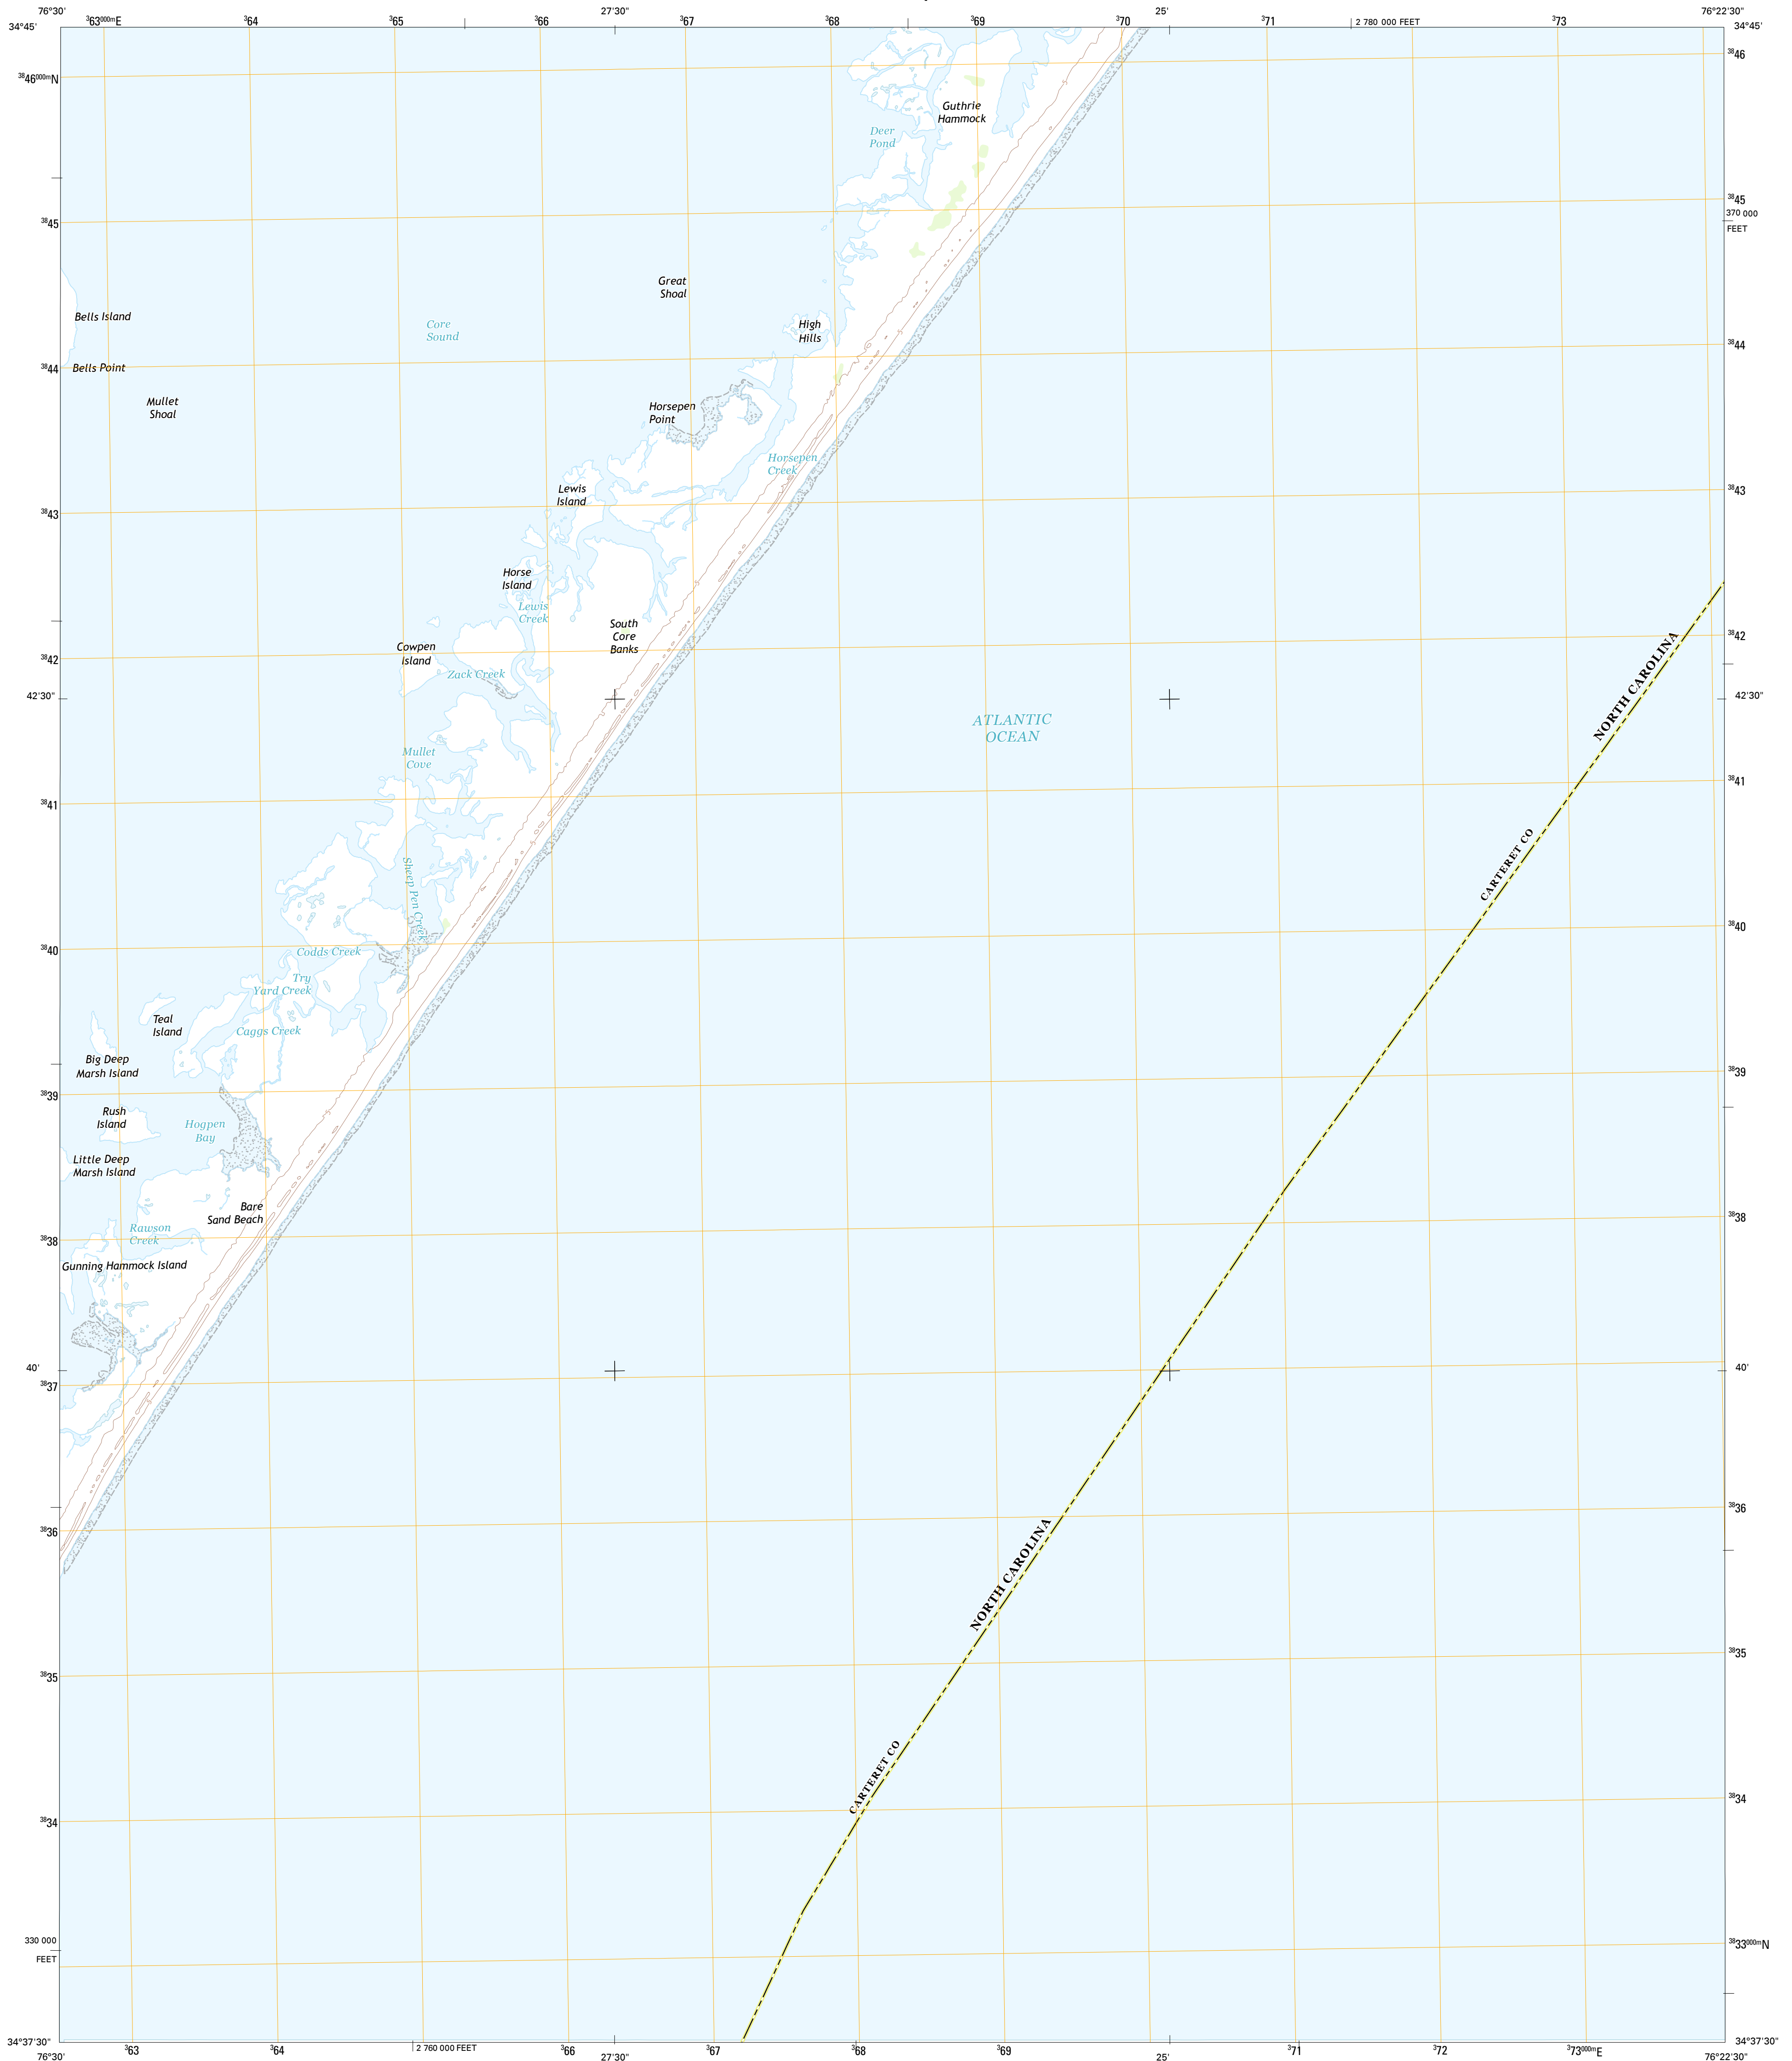 76°30'
³63⁰⁰⁰ᵐE
³64
³65
³66
27'30"
³67
³68
³69
³70
25'
³71
2 780 000 FEET
³73
76°22'30"
34°45'
34°45'
³⁸46⁰⁰⁰ᵐN
³⁸46
Guthrie
Hammock
Deer
Pond
³⁸45
³⁸45
370 000
FEET
Great
Shoal
Bells Island
Core
Sound
High
Hills
³⁸44
³⁸44
Bells Point
Mullet
Shoal
Horsepen
Point
Horsepen
Creek
Lewis
Island
³⁸43
³⁸43
Horse
Island
Lewis
Creek
South
Core
Banks
Cowpen
Island
Zack Creek
³⁸42
³⁸42
NORTH CAROLINA
42'30"
42'30"
ATLANTIC
OCEAN
Mullet
Cove
³⁸41
³⁸41
CARTERET CO
Sheep Pen Creek
³⁸40
³⁸40
Codds Creek
Try
Yard Creek
Teal
Island
Caggs Creek
Big Deep
Marsh Island
³⁸39
³⁸39
Rush
Island
Hogpen
Bay
Little Deep
Marsh Island
Bare
Sand Beach
Rawson
Creek
³⁸38
³⁸38
Gunning Hammock Island
40'
40'
³⁸37
³⁸36
³⁸36
NORTH CAROLINA
³⁸35
³⁸35
CARTERET CO
³⁸34
³⁸34
330 000
FEET
³⁸33⁰⁰⁰ᵐN
34°37'30"
34°37'30"
76°30'
³63
³64
2 760 000 FEET
³66
27'30"
³67
³68
³69
25'
³71
³72
³73⁰⁰⁰ᵐE
76°22'30"